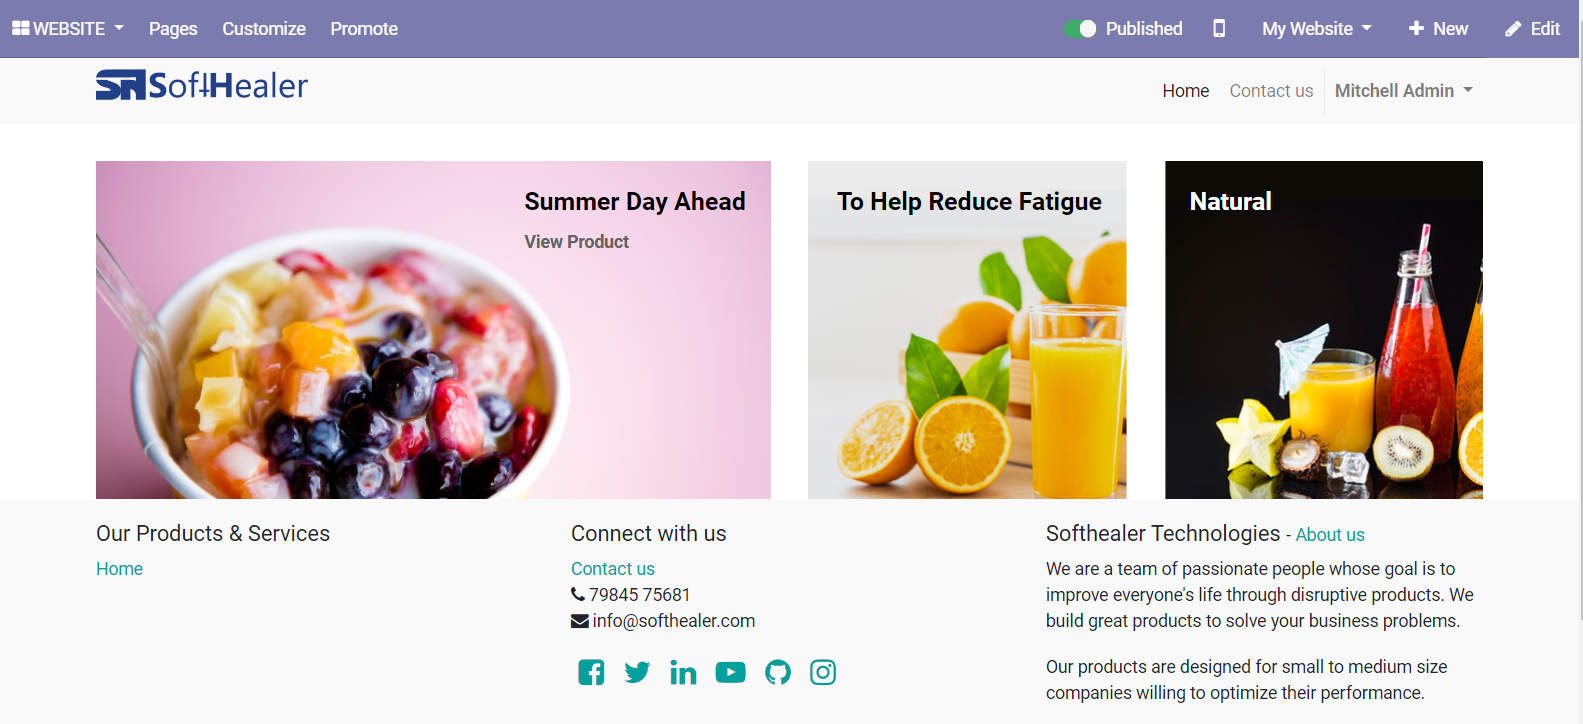 WEBSITE Pages Customize Promote Published My Website New Edit
SoftHealer
Home Contact us Mitchell Admin
Summer Day Ahead
View Product
To Help Reduce Fatigue
Natural
Our Products & Services
Home
Connect with us
Contact us
79845 75681
info@softhealer.com
Softhealer Technologies - About us
We are a team of passionate people whose goal is to
improve everyone's life through disruptive products. We
build great products to solve your business problems.
Our products are designed for small to medium size
companies willing to optimize their performance.